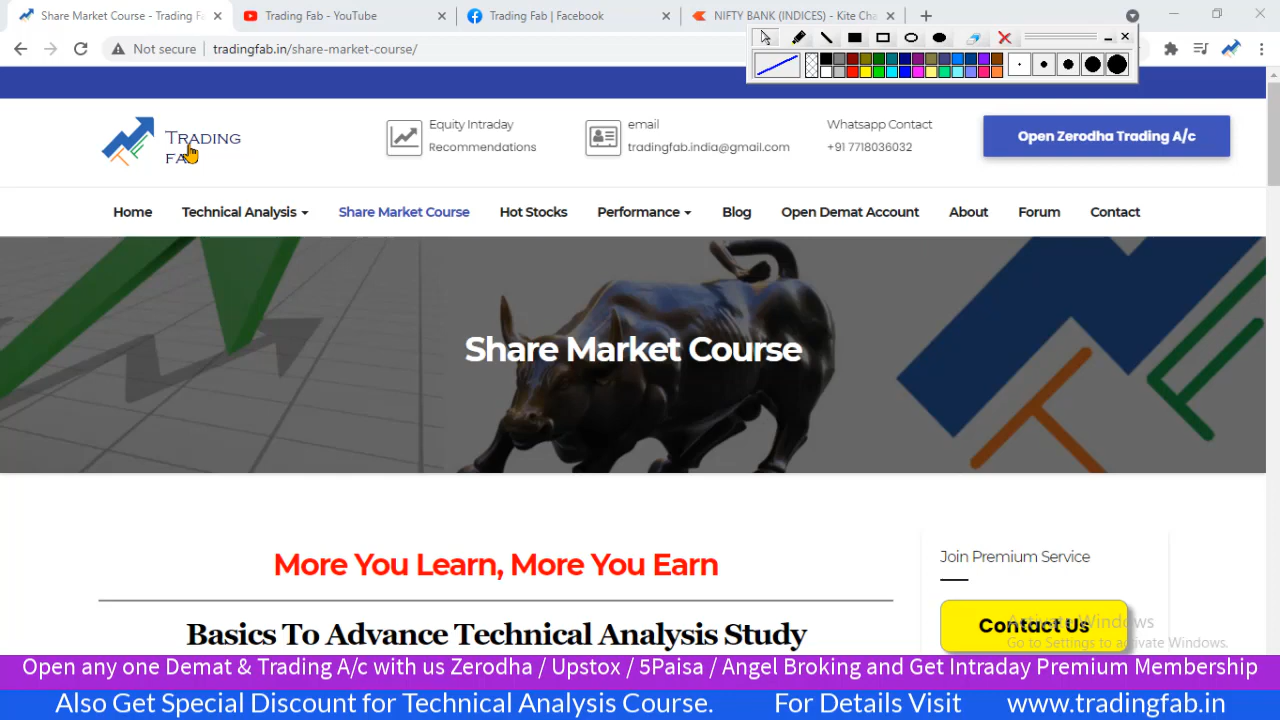 Share Market Course - Trading Fa
Trading Fab - YouTube
Trading Fab | Facebook
NIFTY BANK (INDICES) - Kite Cha
Not secure
tradingfab.in/share-market-course/
TRADING
FA
Equity Intraday
Recommendations
email
tradingfab.india@gmail.com
Whatsapp Contact
+91 7718036032
Open Zerodha Trading A/c
Home
Technical Analysis
Share Market Course
Hot Stocks
Performance
Blog
Open Demat Account
About
Forum
Contact
Share Market Course
More You Learn, More You Earn
Basics To Advance Technical Analysis Study
Join Premium Service
Contact Us
Activate Windows
Go to Settings to activate Windows.
Open any one Demat & Trading A/c with us Zerodha / Upstox / 5Paisa / Angel Broking and Get Intraday Premium Membership
Also Get Special Discount for Technical Analysis Course. For Details Visit www.tradingfab.in